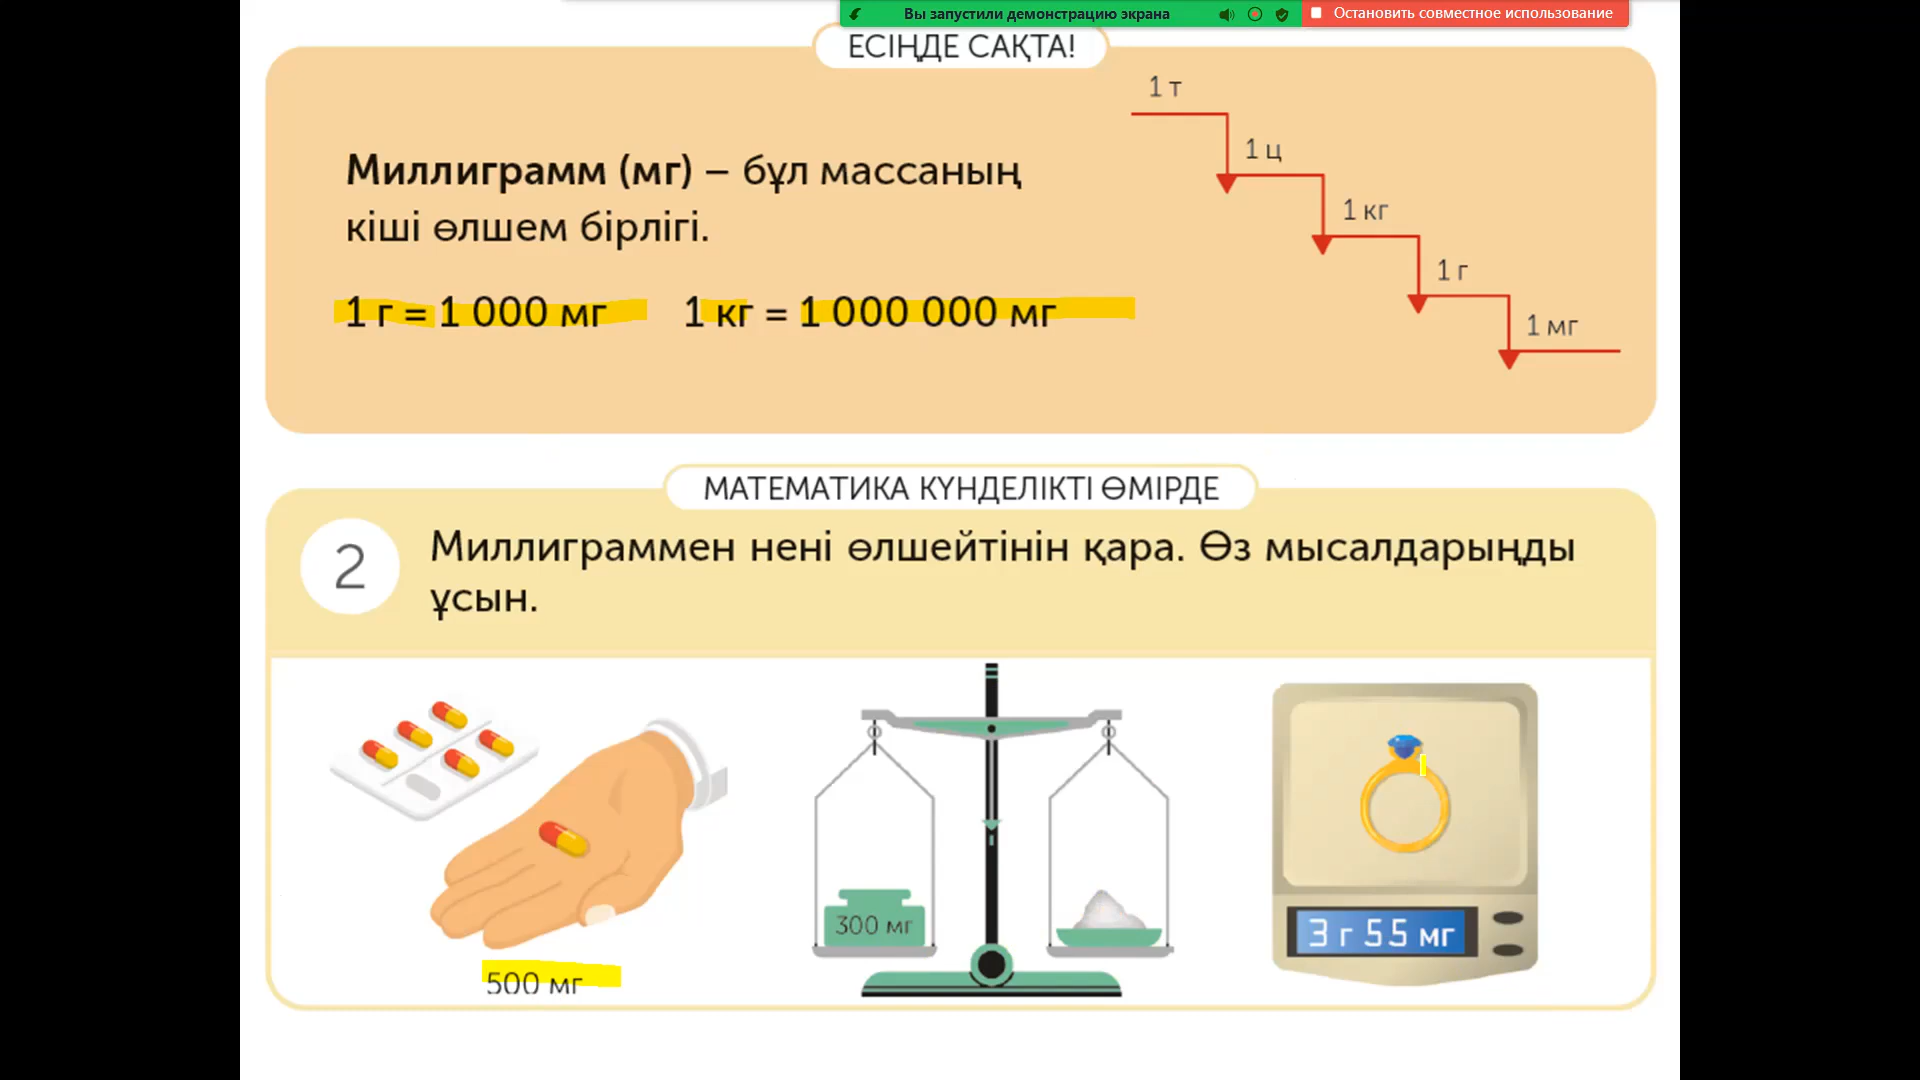 Вы запустили демонстрацию экрана
Остановить совместное использование
ЕСІҢДЕ САҚТА!
Миллиграмм (мг) – бұл массаның
кіші өлшем бірлігі.
1 г = 1 000 мг 1 кг = 1 000 000 мг
1 т
1 ц
1 кг
1 г
1 мг
МАТЕМАТИКА КҮНДЕЛІКТІ ӨМІРДЕ
2
Миллиграммен нені өлшейтінін қара. Өз мысалдарыңды
ұсын.
500 мг
300 мг
3 г 55 мг